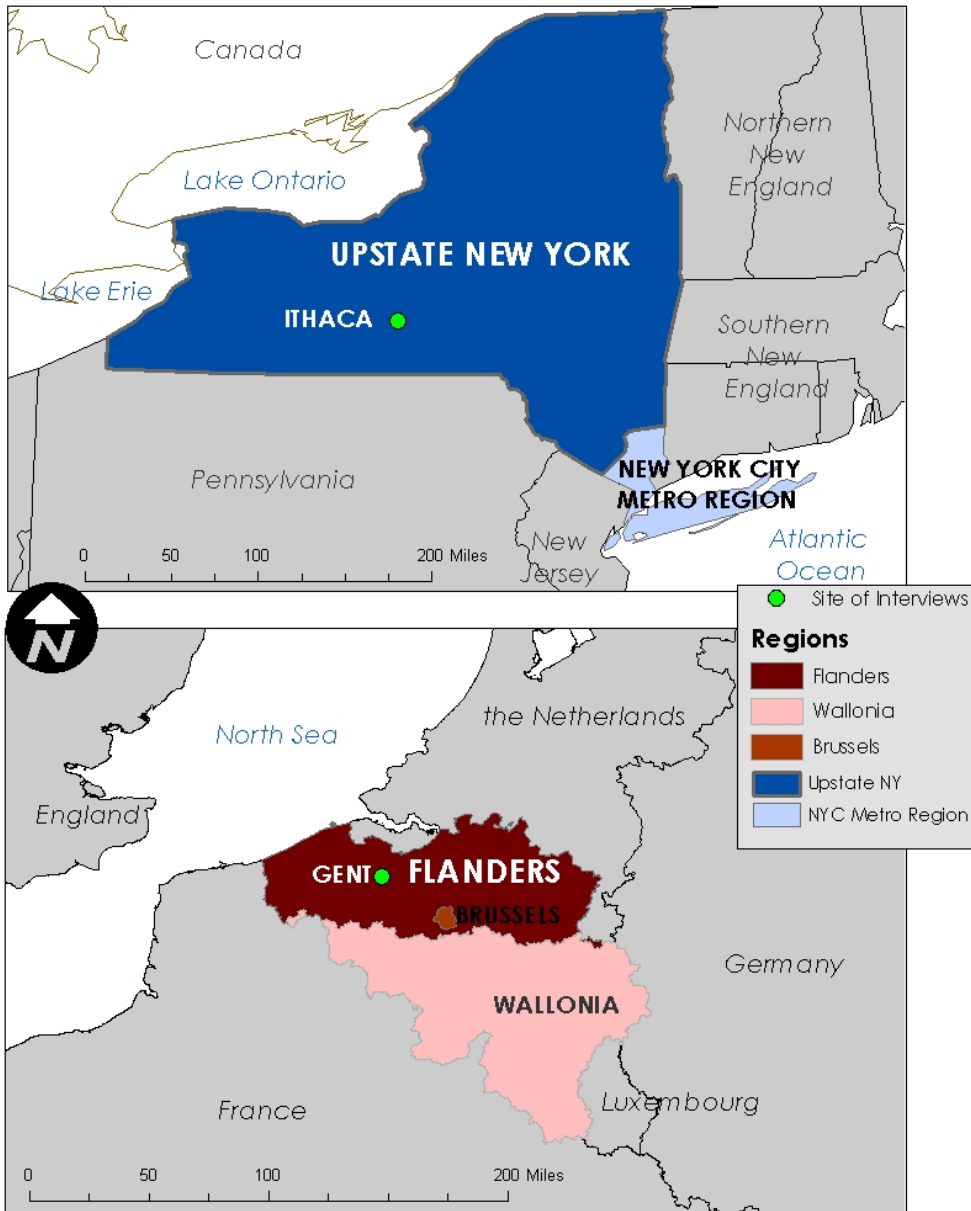 Canada
Northern
New
England
Lake Ontario
UPSTATE NEW YORK
Lake Erie
ITHACA
Southern
New
England
Pennsylvania
NEW YORK CITY
METRO REGION
New
Jersey
Atlantic
Ocean
0 50 100 200 Miles
N
Site of Interviews
Regions
Flanders
Wallonia
Brussels
Upstate NY
NYC Metro Region
the Netherlands
North Sea
England
GENT
FLANDERS
BRUSSELS
Germany
WALLONIA
Luxembourg
France
0 50 100 200 Miles